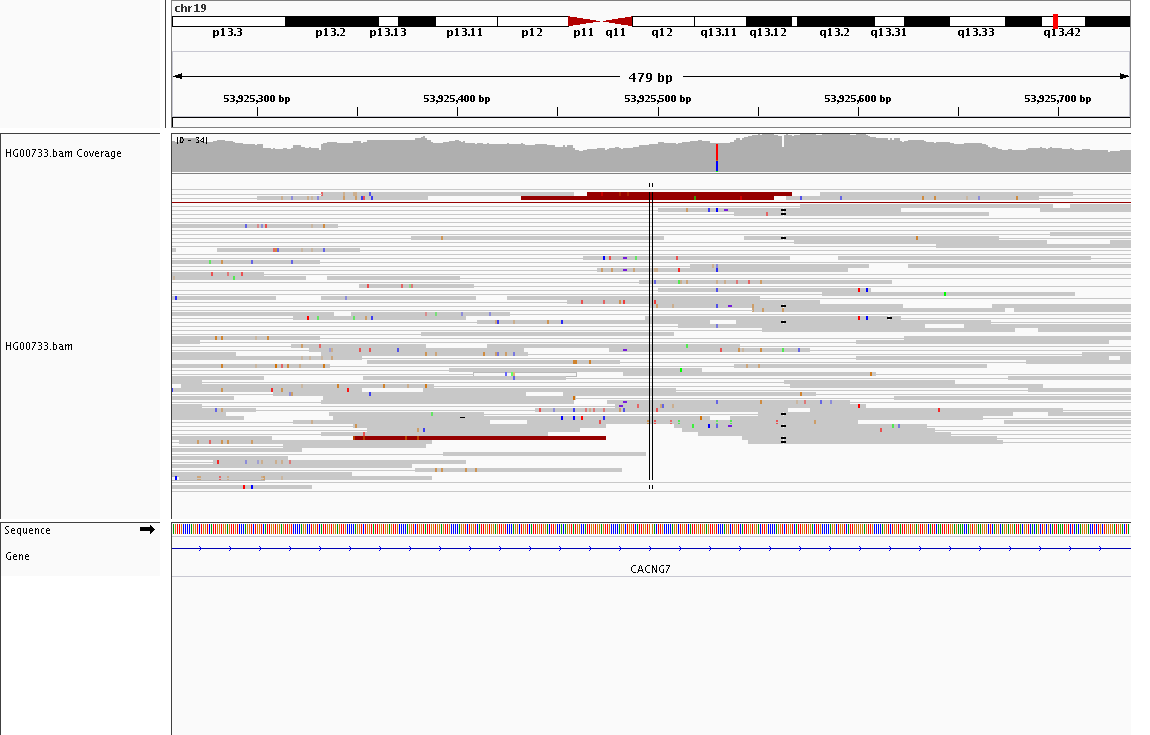 chr19
p13.3 p13.2 p13.13 p13.11 p12 p11 q11 q12 q13.11 q13.12 q13.2 q13.31 q13.33 q13.42
479 bp
53,925,300 bp 53,925,400 bp 53,925,500 bp 53,925,600 bp 53,925,700 bp
[0 - 54]
HG00733.bam Coverage
HG00733.bam
Sequence
Gene
CACNG7